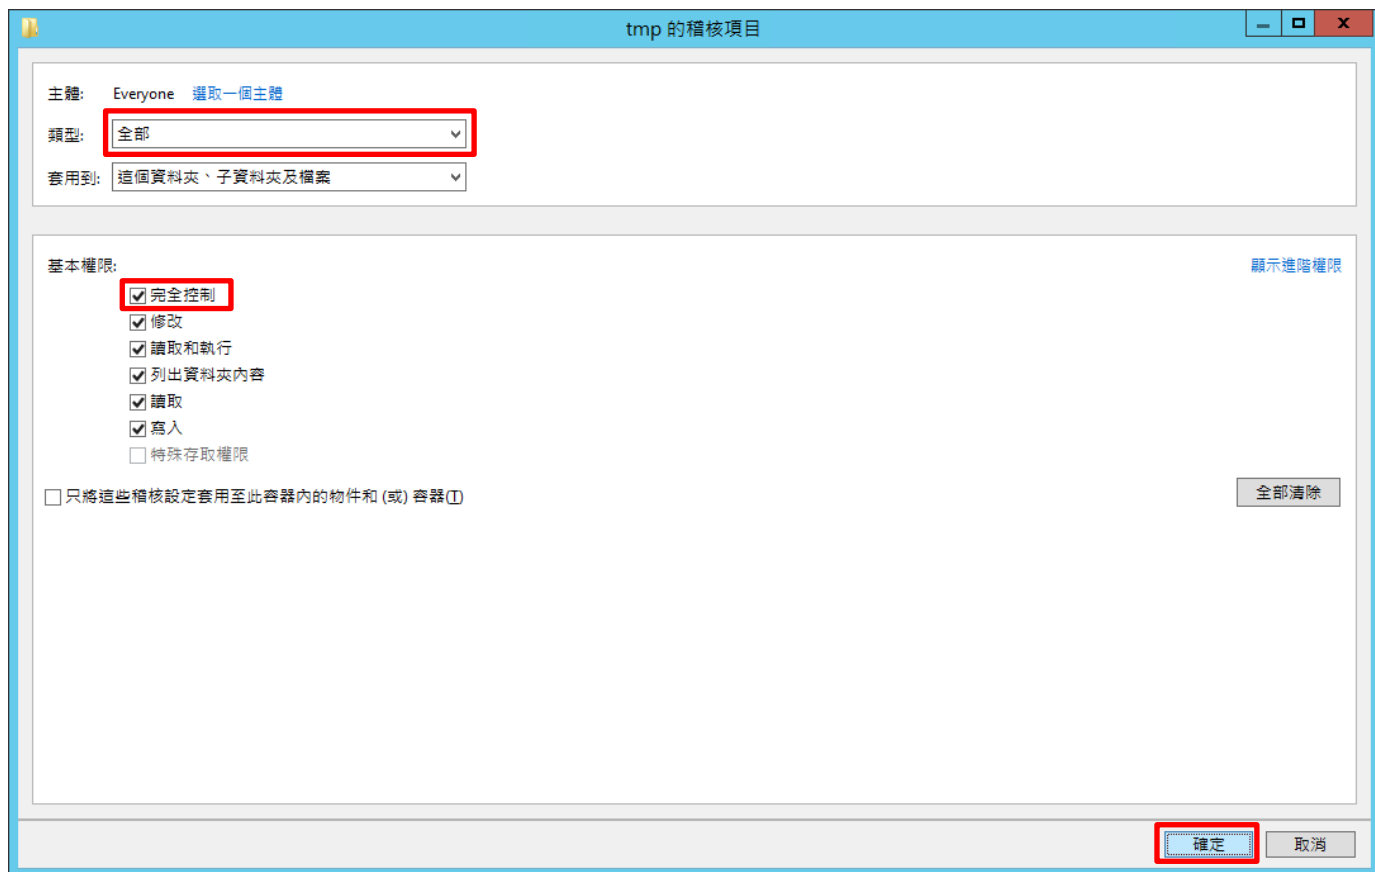 tmp 的稽核項目
主體: Everyone 選取一個主體
類型: 全部
套用到: 這個資料夾、子資料夾及檔案
基本權限: 顯示進階權限
完全控制
修改
讀取和執行
列出資料夾內容
讀取
寫入
特殊存取權限
只將這些稽核設定套用至此容器內的物件和 (或) 容器(T) 全部清除
確定 取消